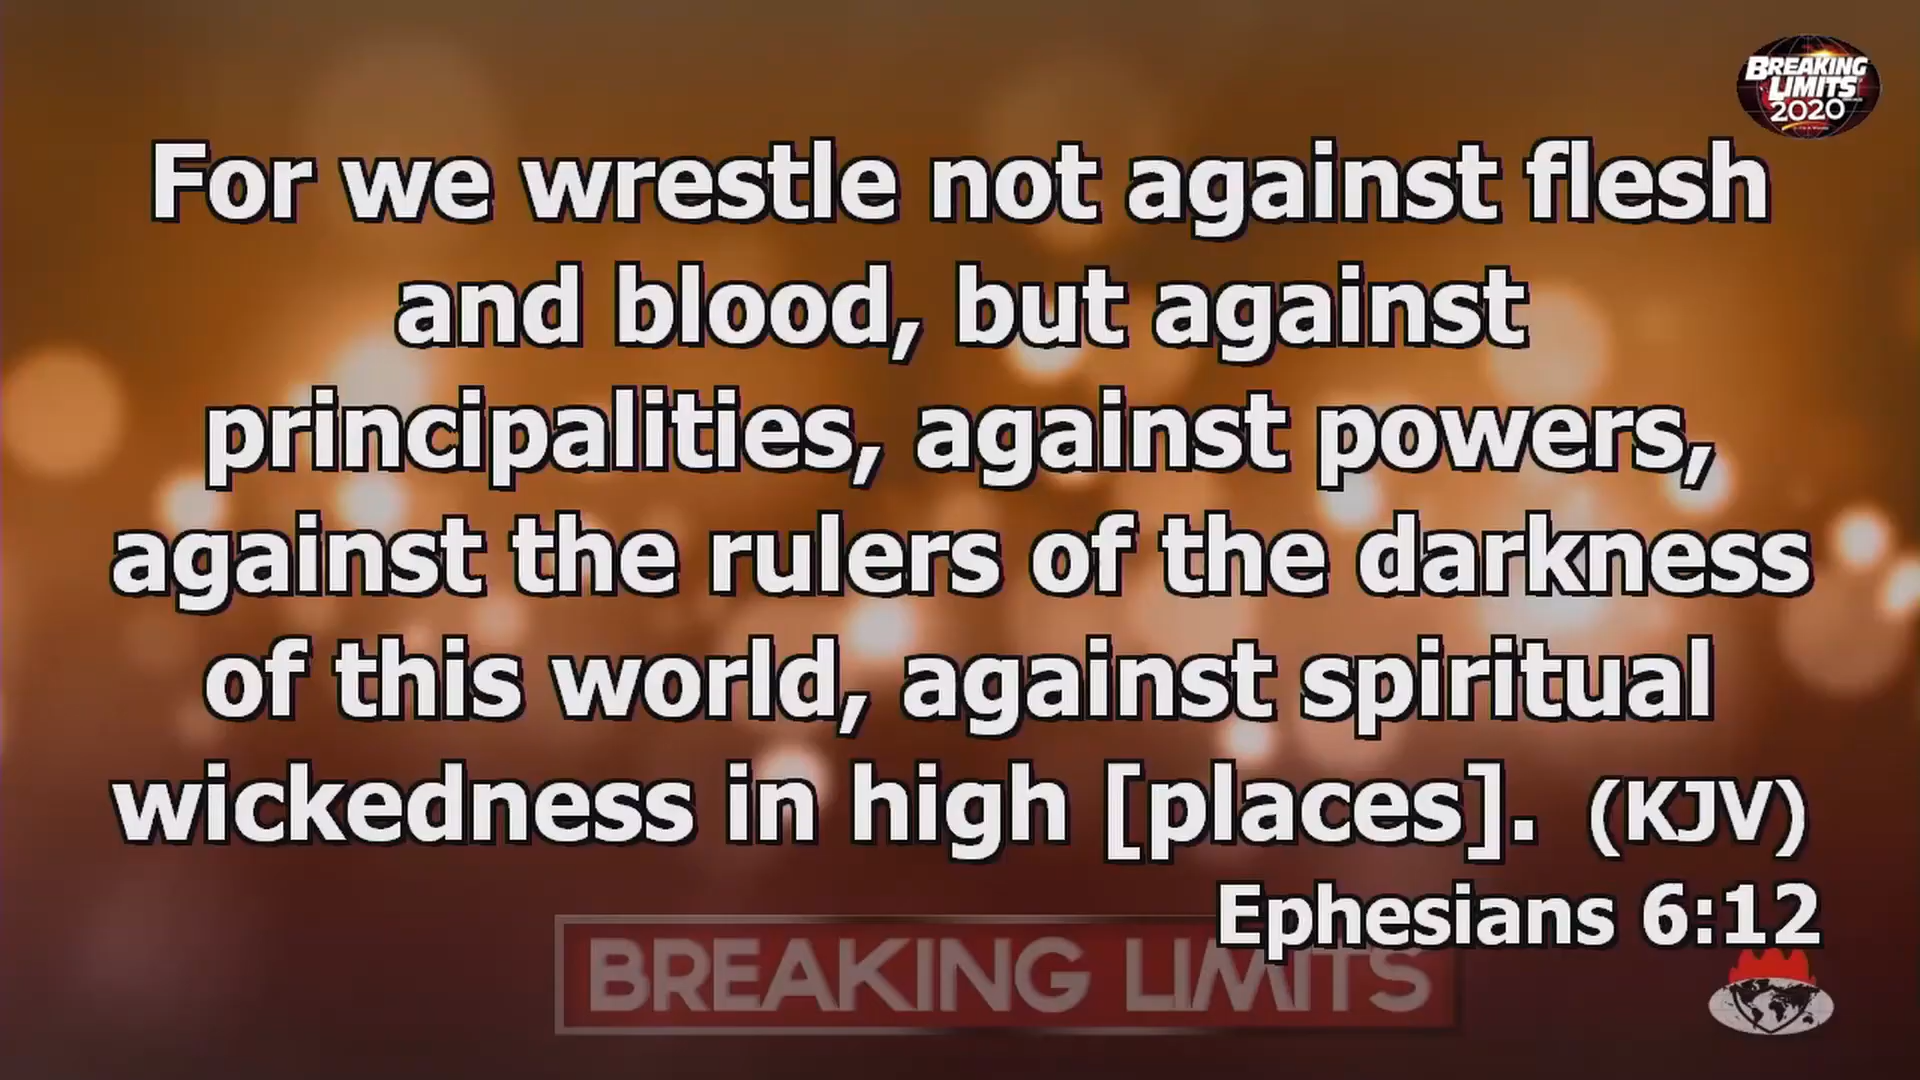 BREAKING
LIMITS
2020
For we wrestle not against flesh
and blood, but against
principalities, against powers,
against the rulers of the darkness
of this world, against spiritual
wickedness in high [places]. (KJV)
Ephesians 6:12
BREAKING LIMITS